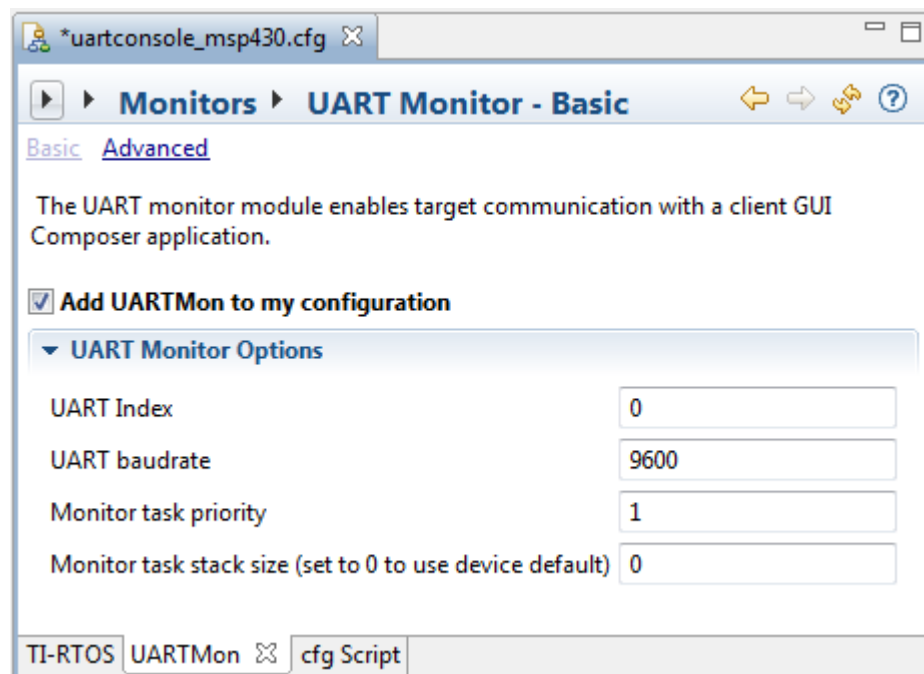 *uartconsole_msp430.cfg
Monitors UART Monitor - Basic
Basic Advanced
The UART monitor module enables target communication with a client GUI
Composer application.
Add UARTMon to my configuration
UART Monitor Options
UART Index 0
UART baudrate 9600
Monitor task priority 1
Monitor task stack size (set to 0 to use device default) 0
TI-RTOS UARTMon cfg Script